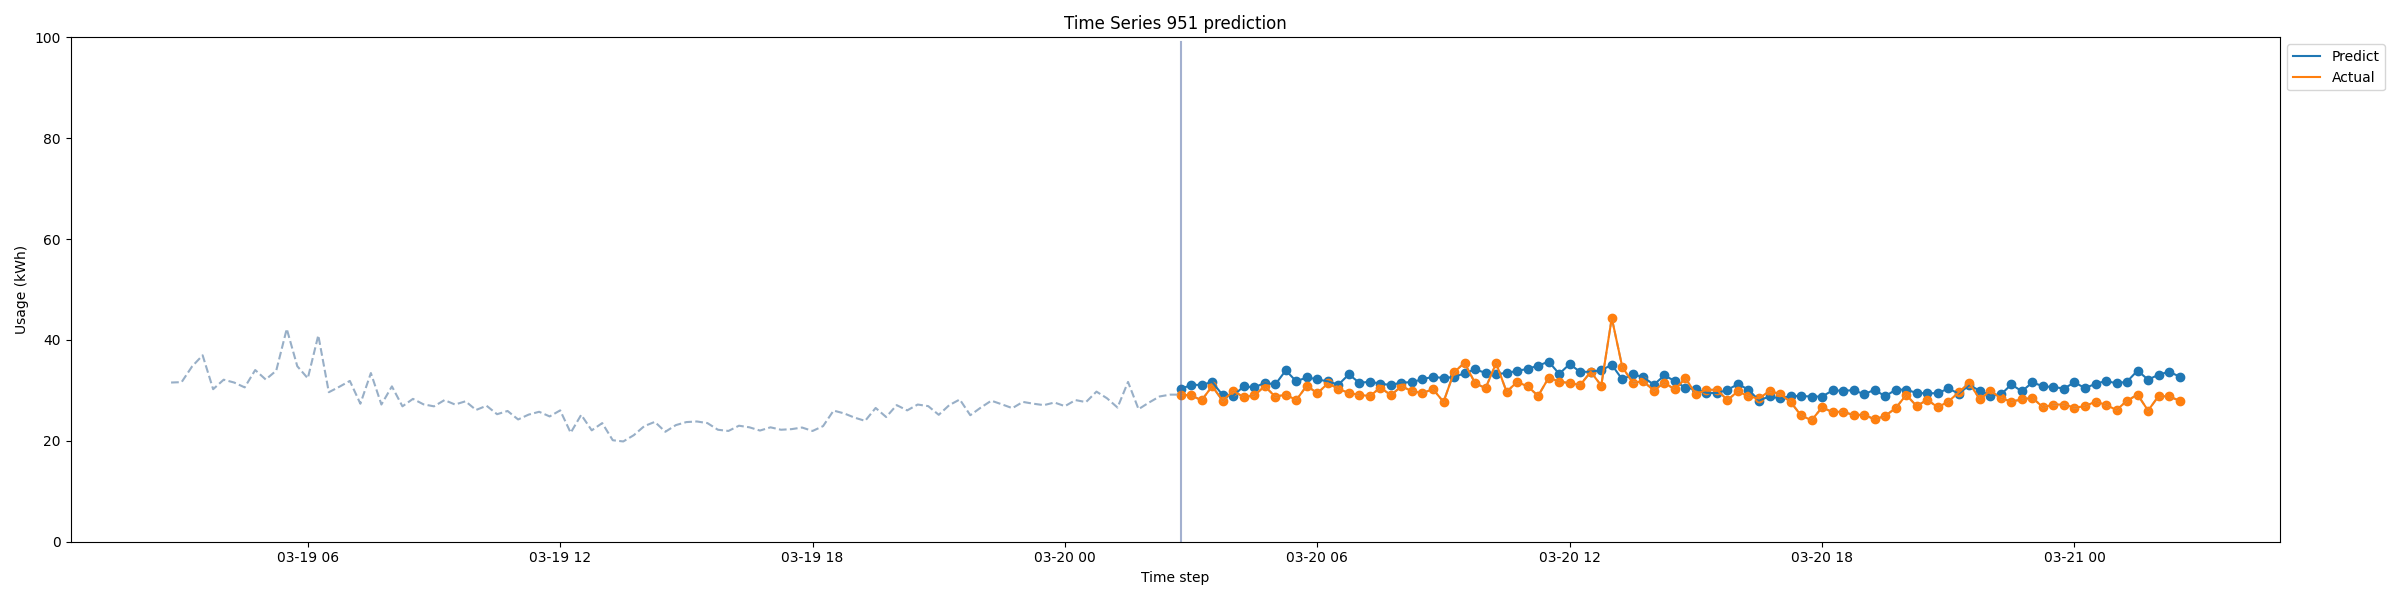 Time Series 951 prediction
Predict
Actual
Usage (kWh)
100
80
60
40
20
0
03-19 06
03-19 12
03-19 18
03-20 00
03-20 06
03-20 12
03-20 18
03-21 00
Time step